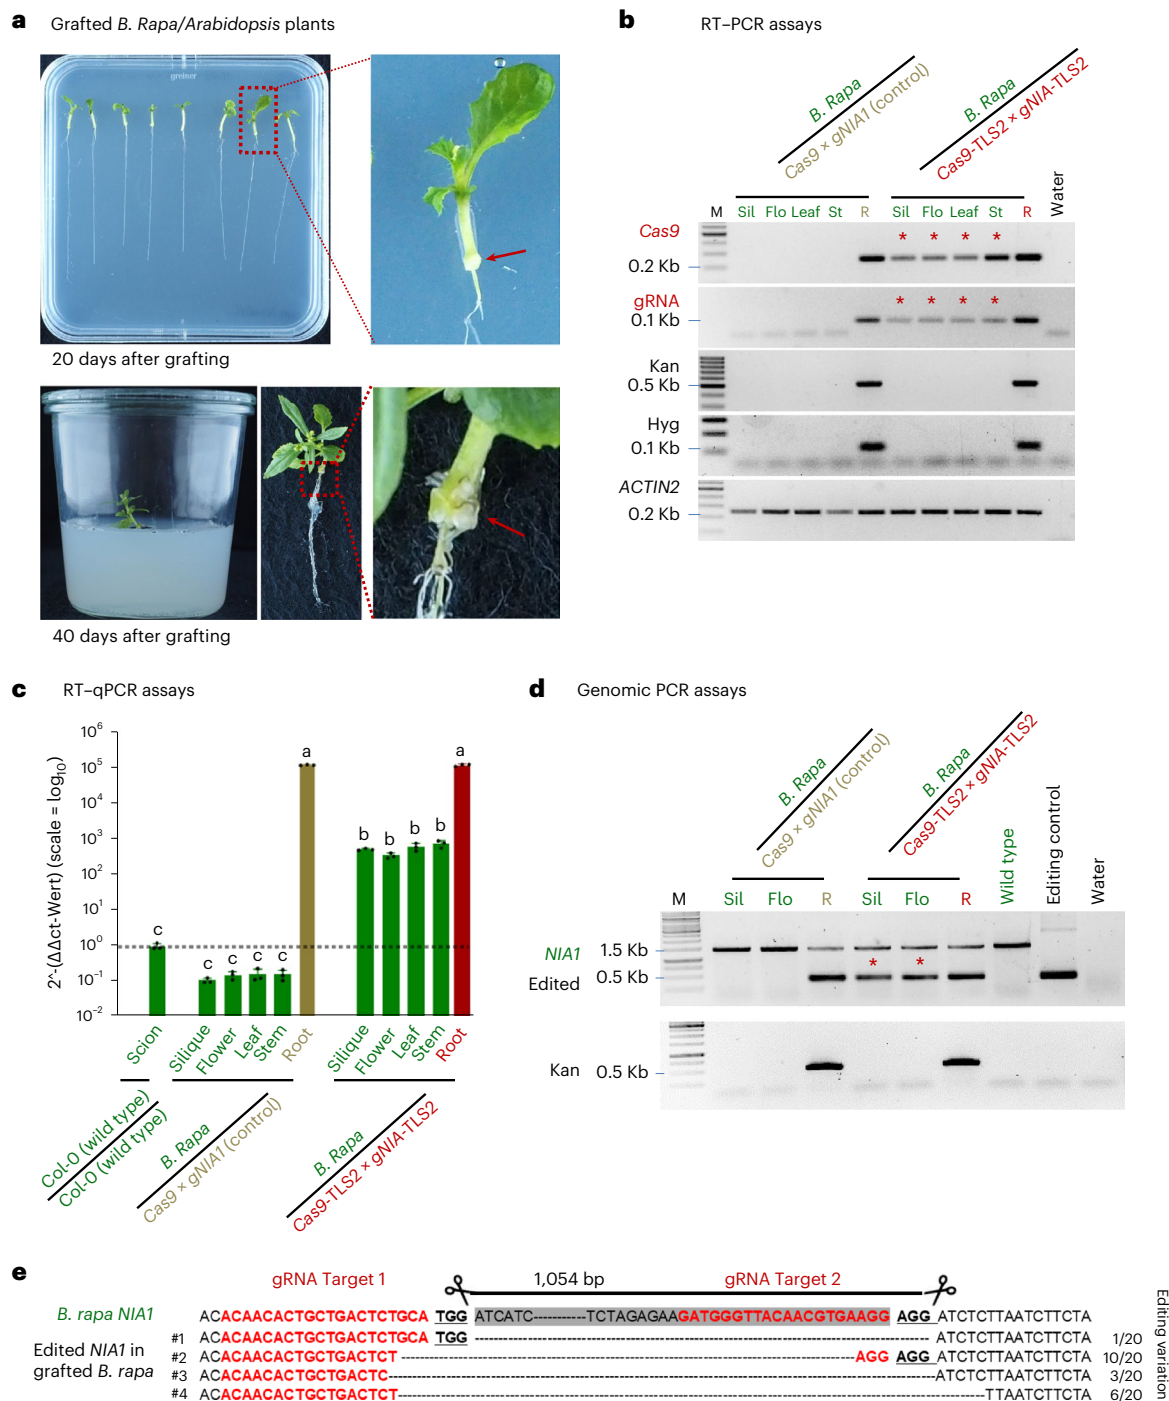 a Grafted B. Rapa/Arabidopsis plants
greiner
20 days after grafting
40 days after grafting
b RT–PCR assays
B. Rapa
Cas9 × gNIA1 (control)
B. Rapa
Cas9-TLS2 × gNIA-TLS2
Water
M Sil Flo Leaf St R Sil Flo Leaf St R
Cas9 * * * *
0.2 Kb
gRNA * * * *
0.1 Kb
Kan
0.5 Kb
Hyg
0.1 Kb
ACTIN2
0.2 Kb
c RT–qPCR assays
2^-(ΔΔct-Wert) (scale = log10)
10^6
10^5
10^4
10^3
10^2
10^1
10^0
10^−1
10^−2
c c c c c a b b b b a
Scion Silique Flower Leaf Stem Root Silique Flower Leaf Stem Root
Col-0 (wild type)
Col-0 (wild type)
B. Rapa
Cas9 × gNIA1 (control)
B. Rapa
Cas9-TLS2 × gNIA-TLS2
d Genomic PCR assays
B. Rapa
Cas9 × gNIA1 (control)
B. Rapa
Cas9-TLS2 × gNIA-TLS2
Wild type
Editing control
Water
M Sil Flo R Sil Flo R
NIA1 1.5 Kb
* *
Edited 0.5 Kb
Kan 0.5 Kb
e gRNA Target 1 1,054 bp gRNA Target 2
B. rapa NIA1 ACACAACACTGCTGACTCTGCA TGG ATCATC----------TCTAGAGAAGATGGGTTACAACGTGAAGG AGG ATCTCTTAATCTTCTA
Edited NIA1 in grafted B. rapa
#1 ACACAACACTGCTGACTCTGCA TGG ---------- ATCTCTTAATCTTCTA 1/20
#2 ACACAACACTGCTGACTCT---------- AGG AGG ATCTCTTAATCTTCTA 10/20
#3 ACACAACACTGCTGACTC----------ATCTCTTAATCTTCTA 3/20
#4 ACACAACACTGCTGACTCT----------TTAATCTTCTA 6/20
Editing variation